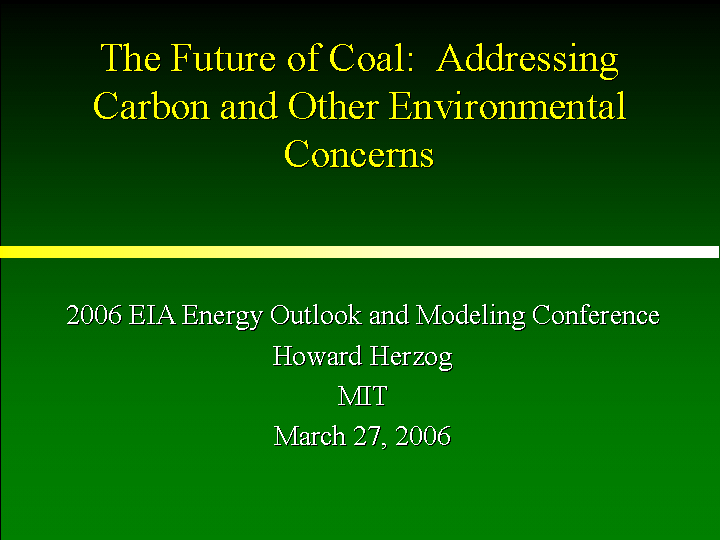 The Future of Coal:  Addressing
Carbon and Other Environmental
Concerns
2006 EIA Energy Outlook and Modeling Conference
Howard Herzog
MIT
March 27, 2006